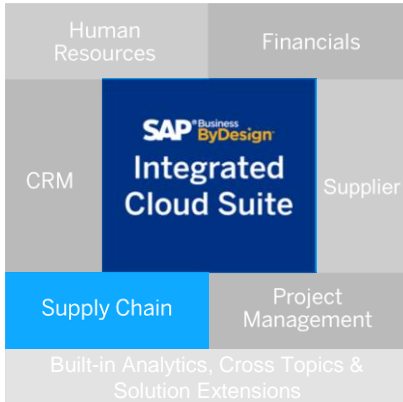 Human
Resources
Financials
SAP® Business
ByDesign®
Integrated
Cloud Suite
CRM
Supplier
Supply Chain
Project
Management
Built-in Analytics, Cross Topics &
Solution Extensions